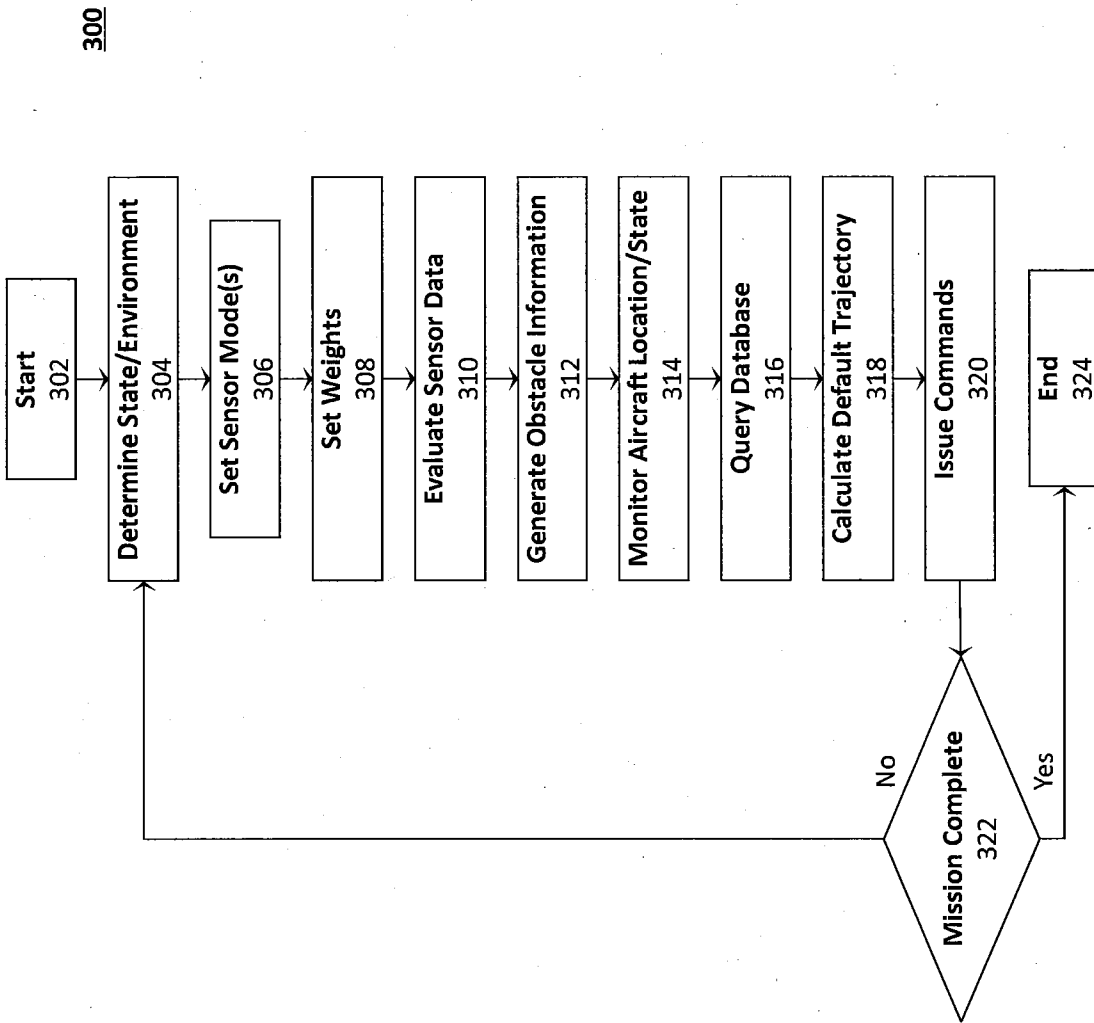 300
Start
302
Determine State/Environment
304
Set Sensor Mode(s)
306
Set Weights
308
Evaluate Sensor Data
310
Generate Obstacle Information
312
Monitor Aircraft Location/State
314
Query Database
316
Calculate Default Trajectory
318
Issue Commands
320
No
Mission Complete
322
Yes
End
324